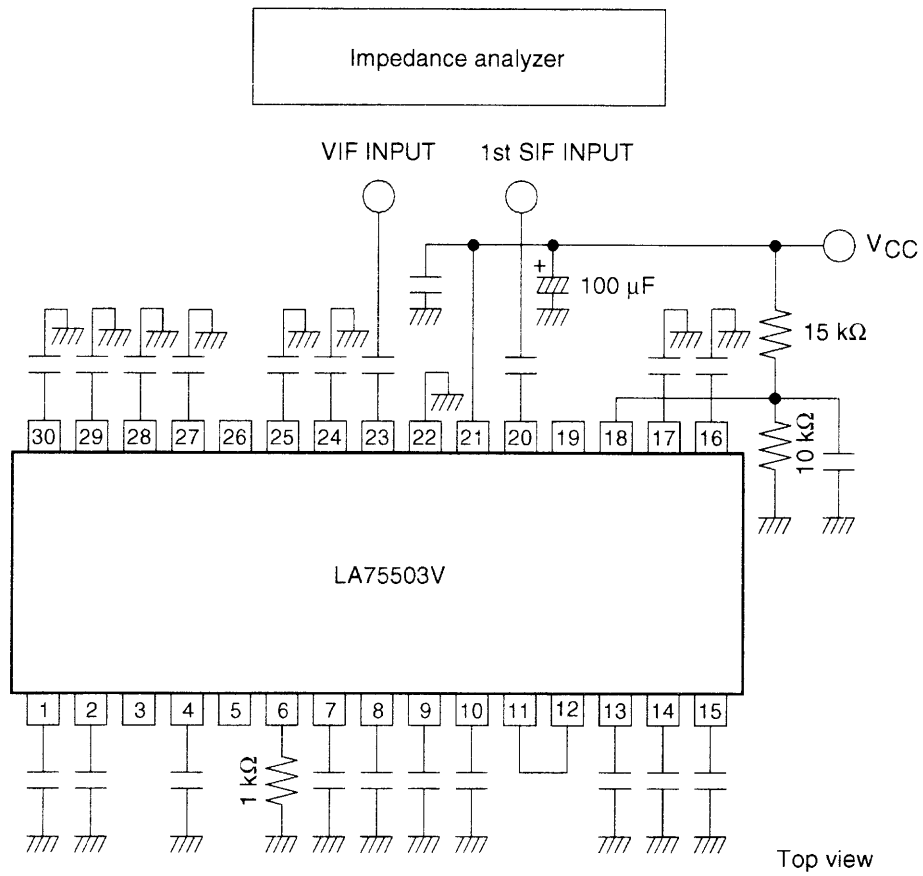 Impedance analyzer
VIF INPUT
1st SIF INPUT
VCC
+
100 µF
15 kΩ
30 29 28 27 26 25 24 23 22 21 20 19 18 17 16
10 kΩ
LA75503V
1 2 3 4 5 6 7 8 9 10 11 12 13 14 15
1 kΩ
Top view